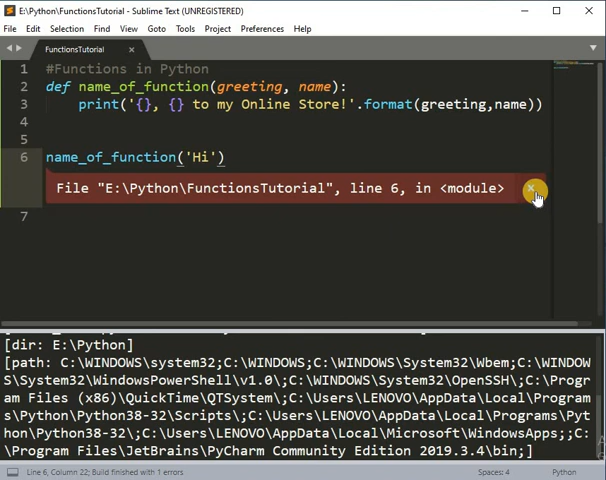 E:\Python\FunctionsTutorial - Sublime Text (UNREGISTERED)
File Edit Selection Find View Goto Tools Project Preferences Help
FunctionsTutorial
1 #Functions in Python
2 def name_of_function(greeting, name):
3 print('{}, {} to my Online Store!'.format(greeting,name))
4
5
6 name_of_function('Hi')
File "E:\Python\FunctionsTutorial", line 6, in <module>
7
[dir: E:\Python]
[path: C:\WINDOWS\system32;C:\WINDOWS;C:\WINDOWS\System32\Wbem;C:\WINDOW
S\System32\WindowsPowerShell\v1.0\;C:\WINDOWS\System32\OpenSSH\;C:\Progr
am Files (x86)\QuickTime\QTSystem\;C:\Users\LENOVO\AppData\Local\Program
s\Python\Python38-32\Scripts\;C:\Users\LENOVO\AppData\Local\Programs\Pyt
hon\Python38-32\;C:\Users\LENOVO\AppData\Local\Microsoft\WindowsApps;;C:
\Program Files\JetBrains\PyCharm Community Edition 2019.3.4\bin;]
Line 6, Column 22; Build finished with 1 errors
Spaces: 4
Python